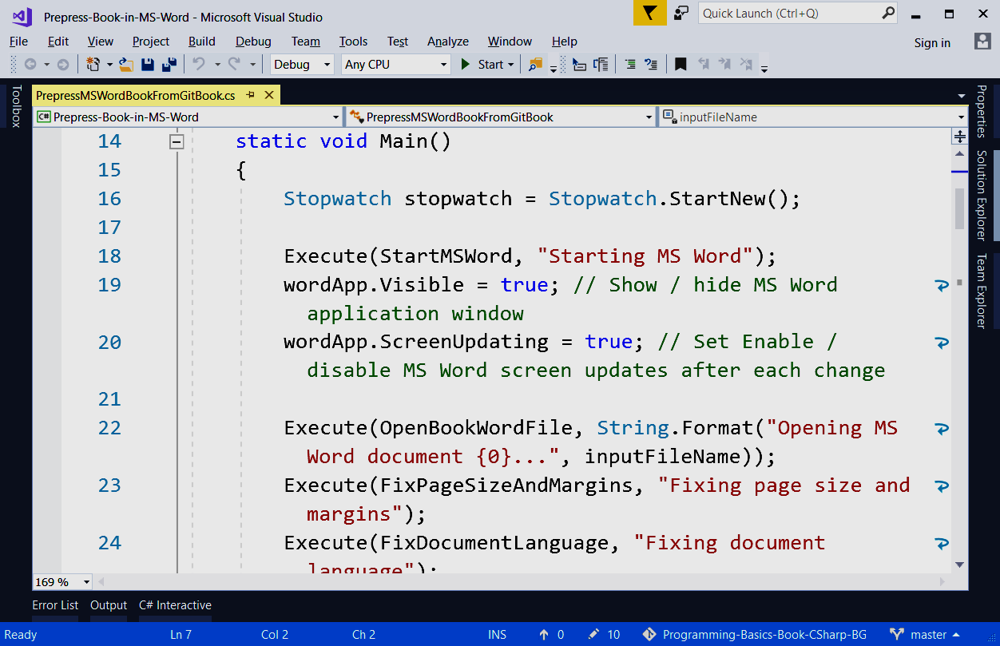 Prepress-Book-in-MS-Word - Microsoft Visual Studio
Quick Launch (Ctrl+Q)
File Edit View Project Build Debug Team Tools Test Analyze Window Help
Sign in
Debug Any CPU Start
Toolbox
PrepressMSWordBookFromGitBook.cs
C# Prepress-Book-in-MS-Word PrepressMSWordBookFromGitBook inputFileName
Properties
Solution Explorer
Team Explorer
14 static void Main()
15 {
16 Stopwatch stopwatch = Stopwatch.StartNew();
17
18 Execute(StartMSWord, "Starting MS Word");
19 wordApp.Visible = true; // Show / hide MS Word
application window
20 wordApp.ScreenUpdating = true; // Set Enable /
disable MS Word screen updates after each change
21
22 Execute(OpenBookWordFile, String.Format("Opening MS
Word document {0}...", inputFileName));
23 Execute(FixPageSizeAndMargins, "Fixing page size and
margins");
24 Execute(FixDocumentLanguage, "Fixing document
language");
169 %
Error List Output C# Interactive
Ready Ln 7 Col 2 Ch 2 INS 0 10 Programming-Basics-Book-CSharp-BG master